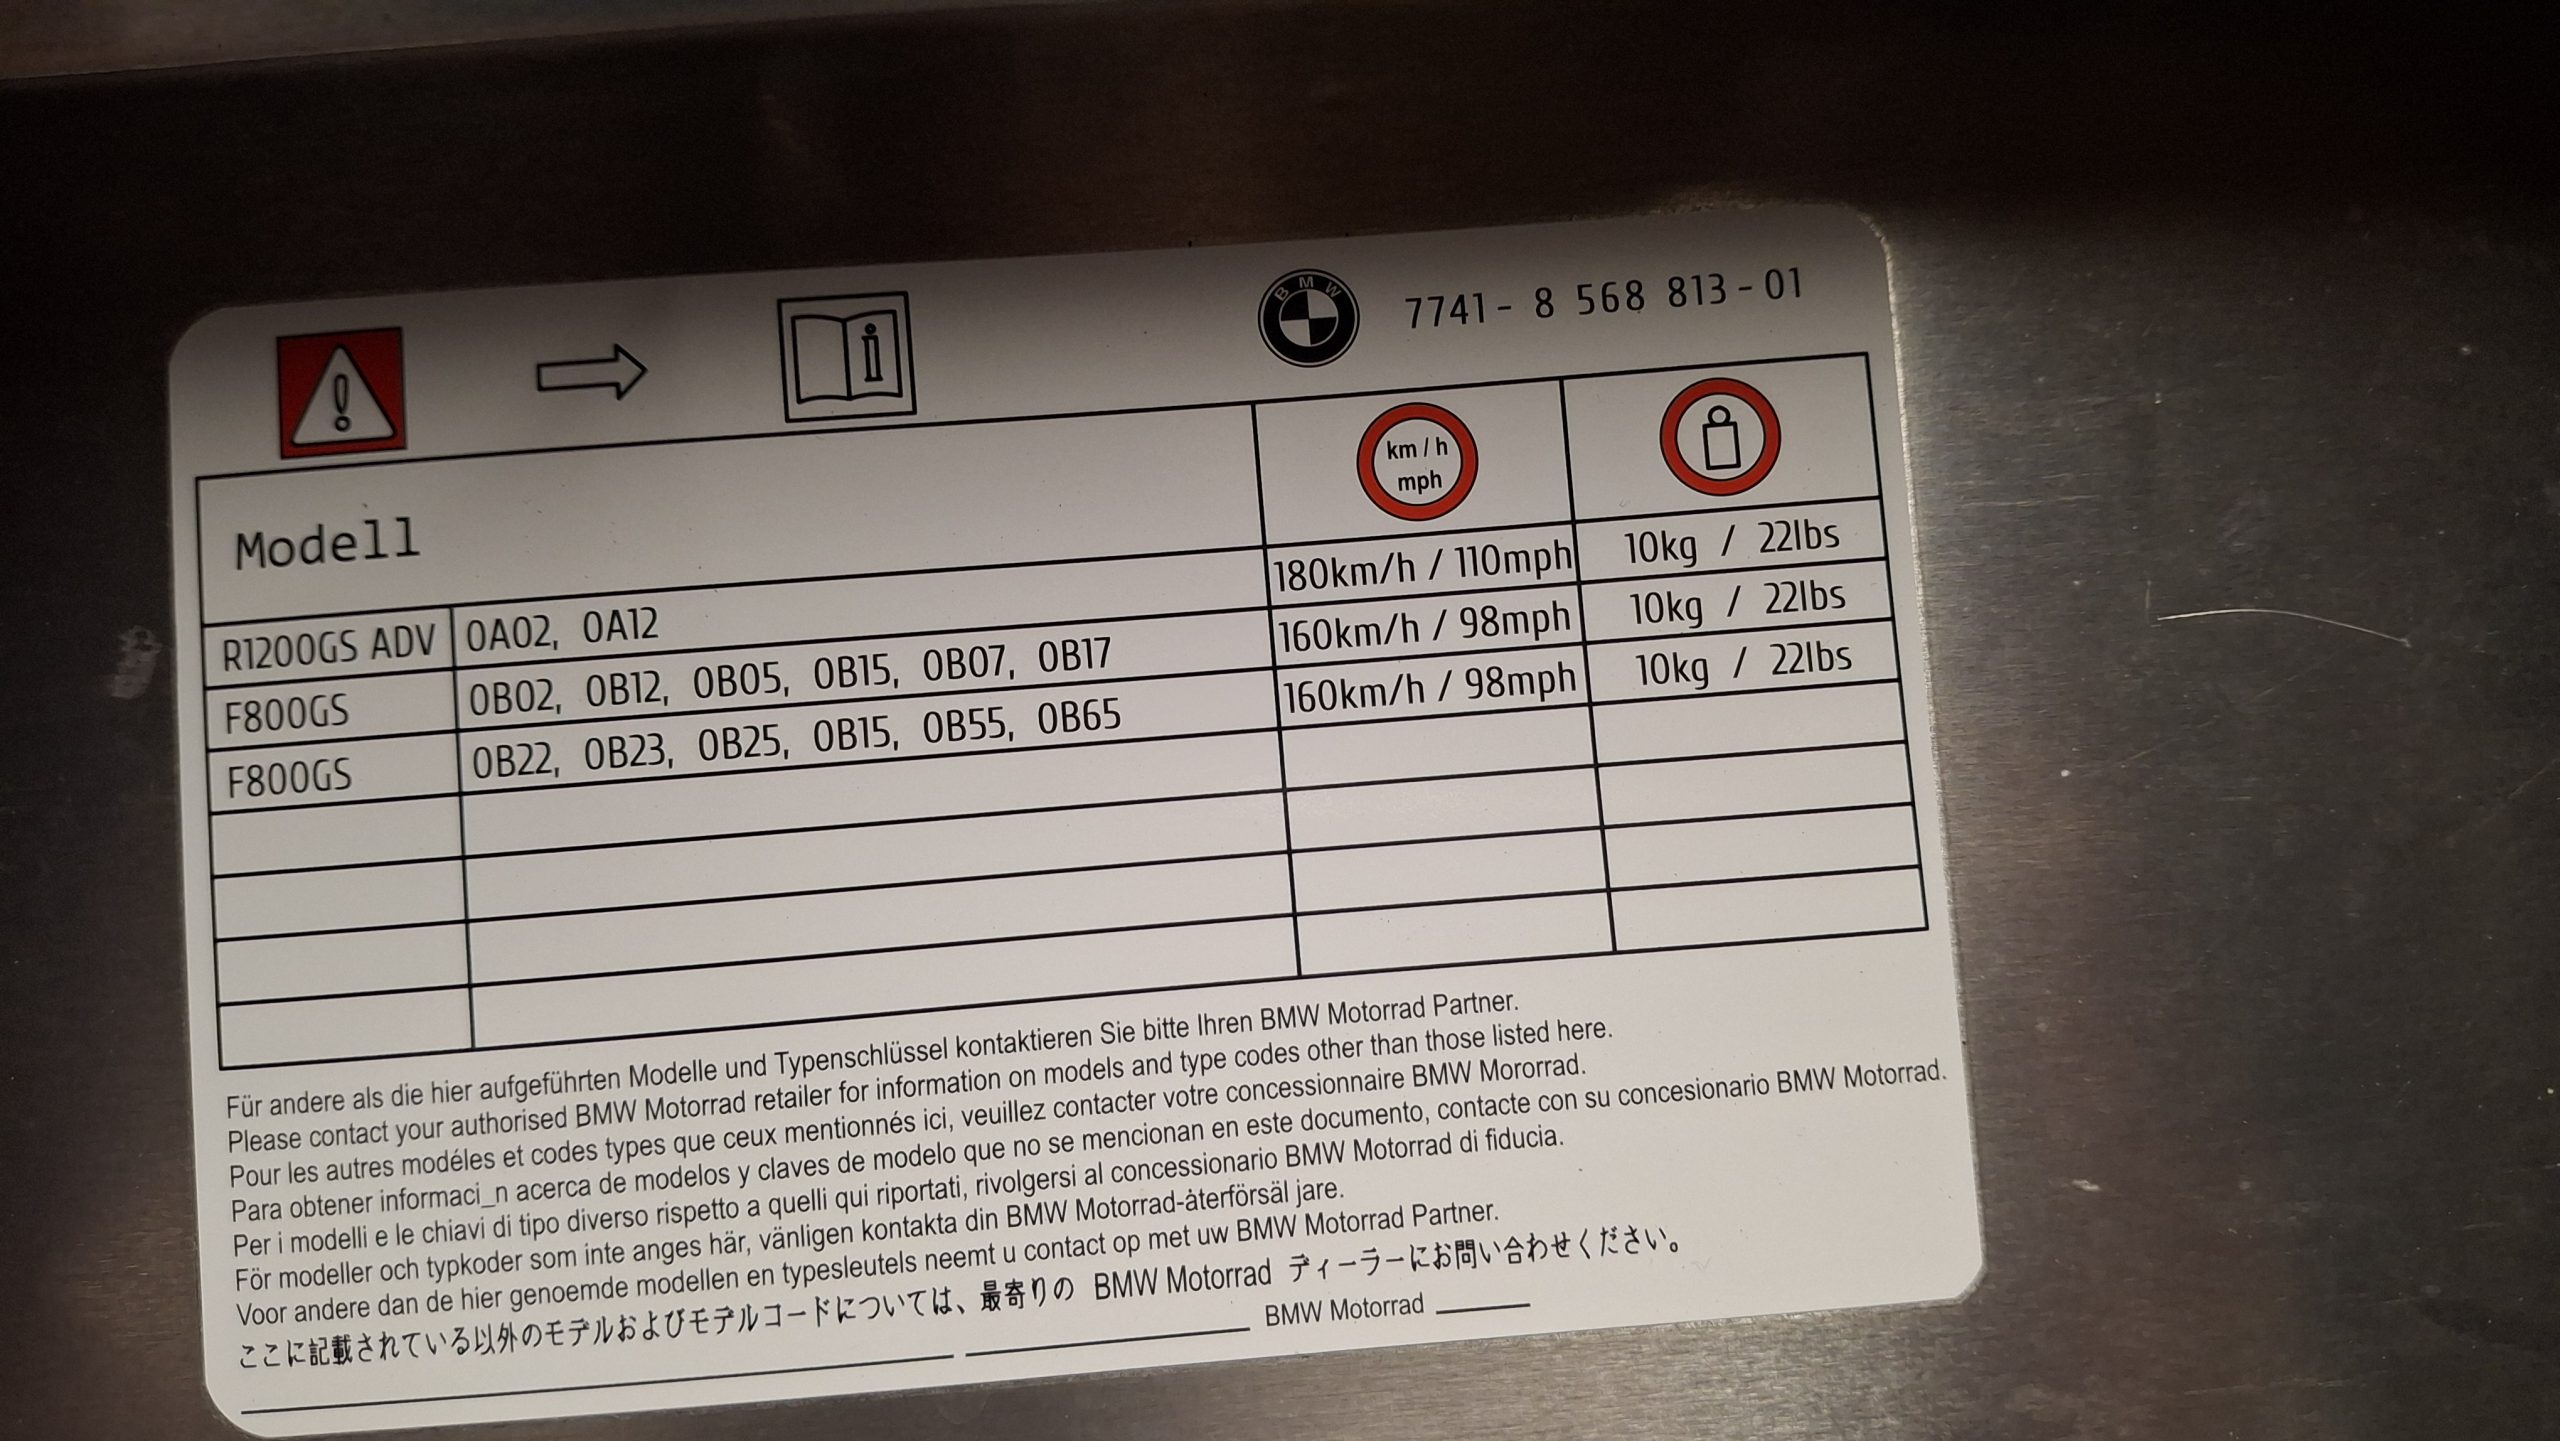 BMW 7741- 8 568 813-01
km / h
mph
Modell
R1200GS ADV 0A02, 0A12 180km/h / 110mph 10kg / 22lbs
F800GS 0B02, 0B12, 0B05, 0B15, 0B07, 0B17 160km/h / 98mph 10kg / 22lbs
F800GS 0B22, 0B23, 0B25, 0B15, 0B55, 0B65 160km/h / 98mph 10kg / 22lbs
Für andere als die hier aufgeführten Modelle und Typenschlüssel kontaktieren Sie bitte Ihren BMW Motorrad Partner.
Please contact your authorised BMW Motorrad retailer for information on models and type codes other than those listed here.
Pour les autres modéles et codes types que ceux mentionnés ici, veuillez contacter votre concessionnaire BMW Mororrad.
Para obtener informaci_n acerca de modelos y claves de modelo que no se mencionan en este documento, contacte con su concesionario BMW Motorrad.
Per i modelli e le chiavi di tipo diverso rispetto a quelli qui riportati, rivolgersi al concessionario BMW Motorrad di fiducia.
För modeller och typkoder som inte anges här, vänligen kontakta din BMW Motorrad-återförsäl jare.
Voor andere dan de hier genoemde modellen en typesleutels neemt u contact op met uw BMW Motorrad Partner.
ここに記載されている以外のモデルおよびモデルコードについては、最寄りの BMW Motorrad ディーラーにお問い合わせください。
BMW Motorrad